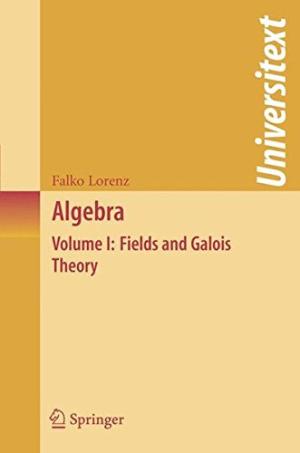 Universitext
Falko Lorenz
Algebra
Volume I: Fields and Galois
Theory
Springer